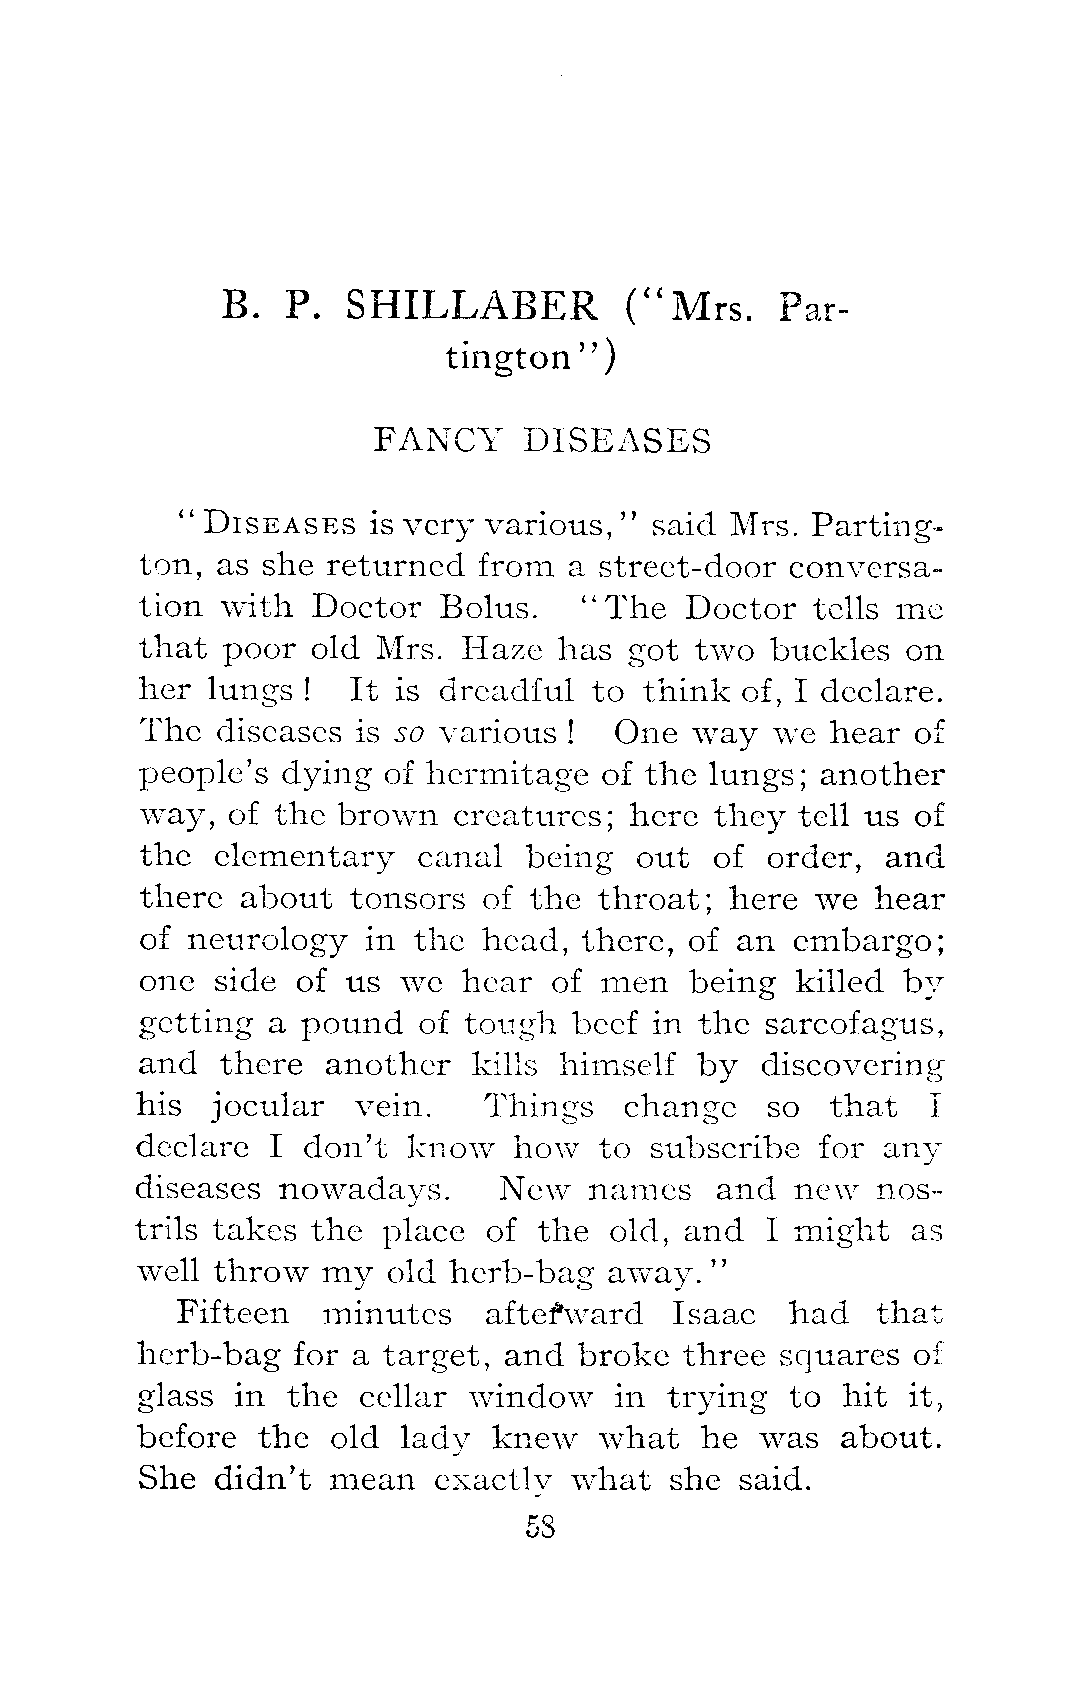 B. P. SHILLABER ("Mrs. Par-
tington")
FANCY DISEASES
"DISEASES is very various," said Mrs. Parting-
ton, as she returned from a street-door conversa-
tion with Doctor Bolus. "The Doctor tells me
that poor old Mrs. Haze has got two buckles on
her lungs! It is dreadful to think of, I declare.
The diseases is so various! One way we hear of
people's dying of hermitage of the lungs; another
way, of the brown creatures; here they tell us of
the elementary canal being out of order, and
there about tonsors of the throat; here we hear
of neurology in the head, there, of an embargo;
one side of us we hear of men being killed by
getting a pound of tough beef in the sarcofagus,
and there another kills himself by discovering
his jocular vein. Things change so that I
declare I don't know how to subscribe for any
diseases nowadays. New names and new nos-
trils takes the place of the old, and I might as
well throw my old herb-bag away."
Fifteen minutes afterward Isaac had that
herb-bag for a target, and broke three squares of
glass in the cellar window in trying to hit it,
before the old lady knew what he was about.
She didn't mean exactly what she said.
58